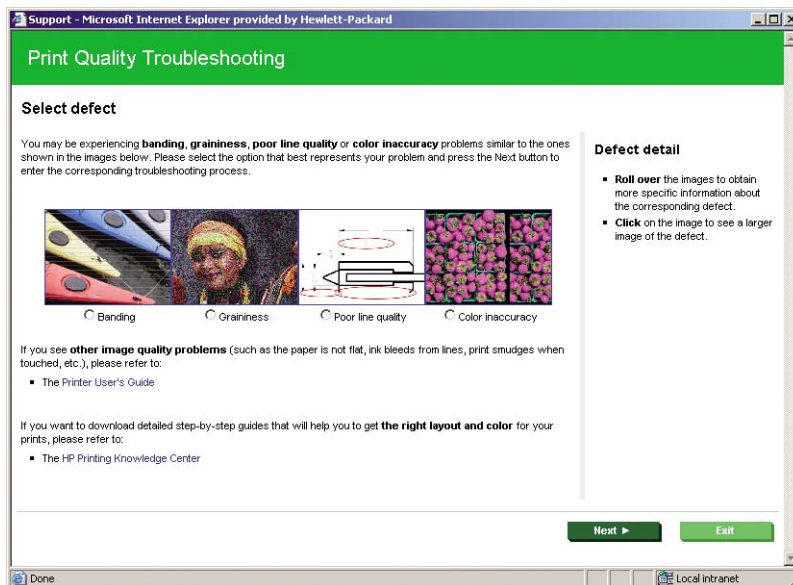 Support - Microsoft Internet Explorer provided by Hewlett-Packard
Print Quality Troubleshooting
Select defect
You may be experiencing banding, graininess, poor line quality or color inaccuracy problems similar to the ones
shown in the images below. Please select the option that best represents your problem and press the Next button to
enter the corresponding troubleshooting process.
Banding
Graininess
Poor line quality
Color inaccuracy
If you see other image quality problems (such as the paper is not flat, ink bleeds from lines, print smudges when
touched, etc.), please refer to:
The Printer User's Guide
If you want to download detailed step-by-step guides that will help you to get the right layout and color for your
prints, please refer to:
The HP Printing Knowledge Center
Defect detail
Roll over the images to obtain
more specific information about
the corresponding defect.
Click on the image to see a larger
image of the defect.
Next
Exit
Done
Local intranet